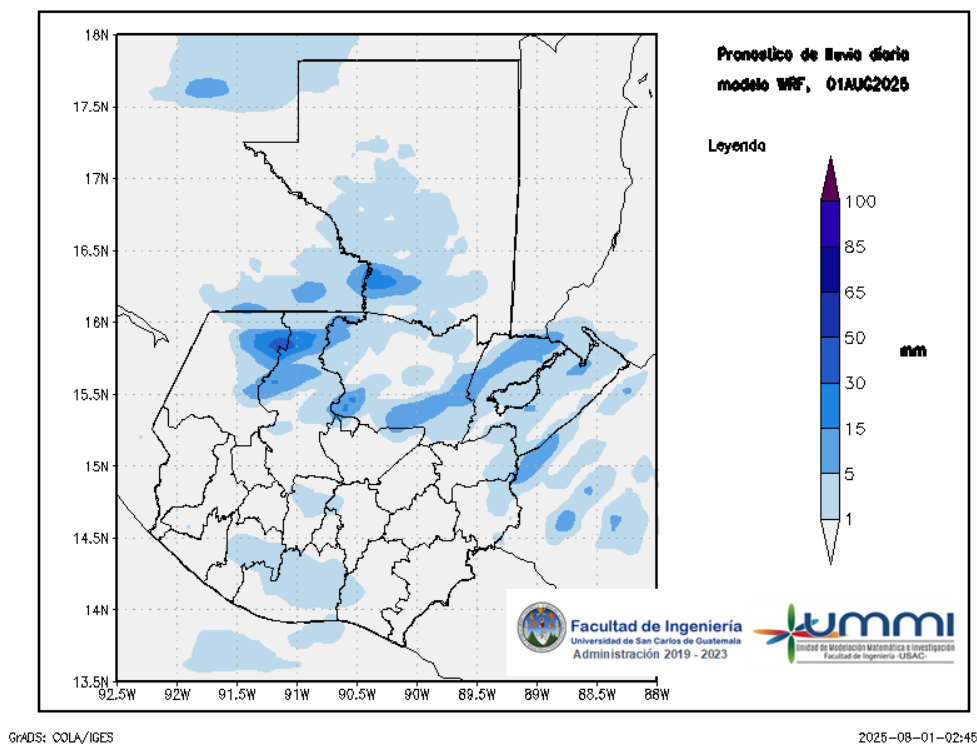 18N
17.5N
17N
16.5N
16N
15.5N
15N
14.5N
14N
13.5N
92.5W 92W 91.5W 91W 90.5W 90W 89.5W 89W 88.5W 88W
Pronostico de lluvia diaria
modelo WRF, 01AUG2025
Leyenda
100
85
65
50
30
15
5
1
mm
Facultad de Ingeniería
Universidad de San Carlos de Guatemala
Administración 2019 - 2023
UMMI
Unidad de Modelación Matemática e Investigación
Facultad de Ingeniería -USAC-
GrADS: COLA/IGES
2025-08-01-02:45